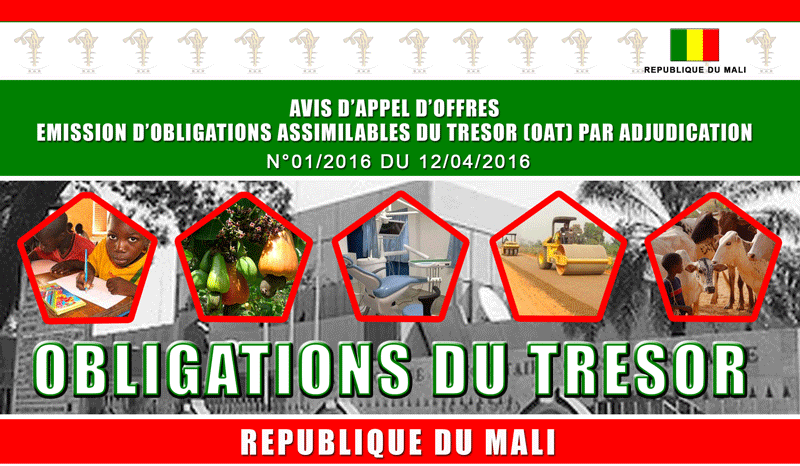 REPUBLIQUE DU MALI
AVIS D'APPEL D'OFFRES
EMISSION D'OBLIGATIONS ASSIMILABLES DU TRESOR (OAT) PAR ADJUDICATION
N°01/2016 DU 12/04/2016
OBLIGATIONS DU TRESOR
REPUBLIQUE DU MALI